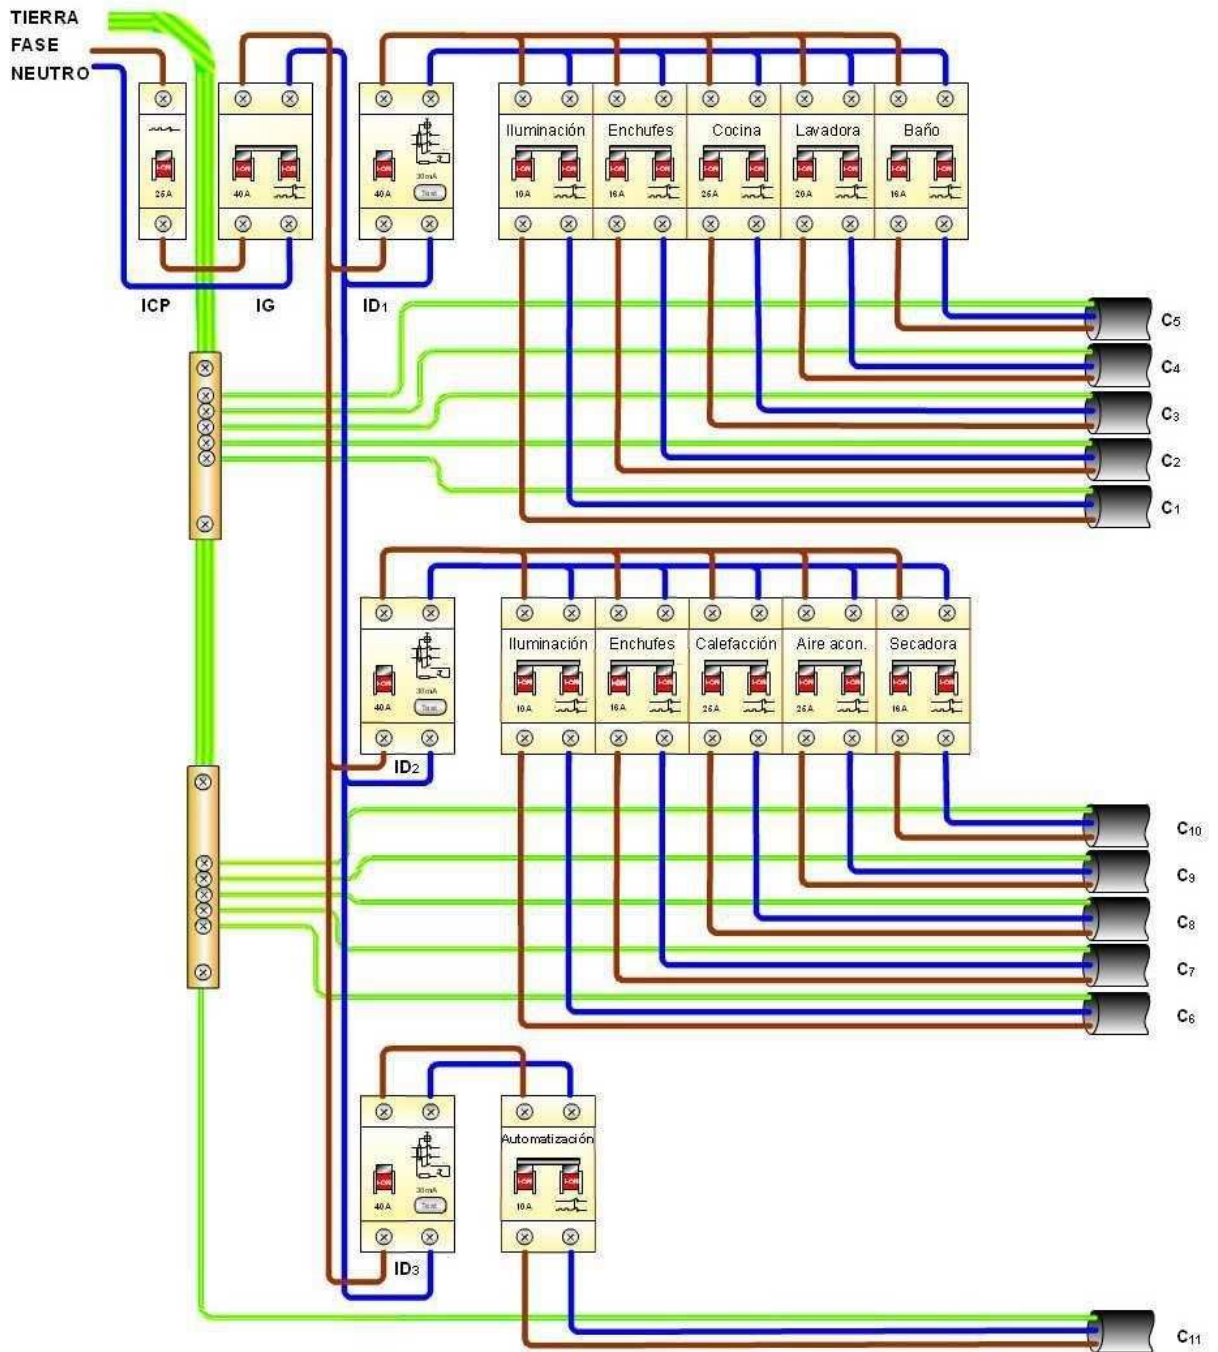 TIERRA
FASE
NEUTRO
25A
40A
40A
30mA
Test
Iluminación Enchufes Cocina Lavadora Baño
10A 16A 25A 20A 16A
ICP IG ID1
C5
C4
C3
C2
C1
40A
30mA
Test
Iluminación Enchufes Calefacción Aire acon. Secadora
10A 16A 25A 25A 16A
ID2
C10
C9
C8
C7
C6
40A
30mA
Test
Automatización
10A
ID3
C11